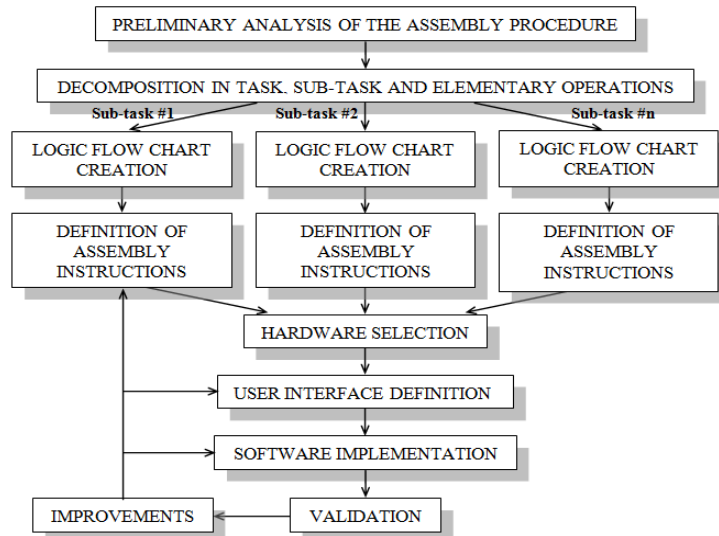 PRELIMINARY ANALYSIS OF THE ASSEMBLY PROCEDURE
DECOMPOSITION IN TASK, SUB-TASK AND ELEMENTARY OPERATIONS
Sub-task #1
Sub-task #2
Sub-task #n
LOGIC FLOW CHART
CREATION
LOGIC FLOW CHART
CREATION
LOGIC FLOW CHART
CREATION
DEFINITION OF
ASSEMBLY
INSTRUCTIONS
DEFINITION OF
ASSEMBLY
INSTRUCTIONS
DEFINITION OF
ASSEMBLY
INSTRUCTIONS
HARDWARE SELECTION
USER INTERFACE DEFINITION
SOFTWARE IMPLEMENTATION
IMPROVEMENTS
VALIDATION